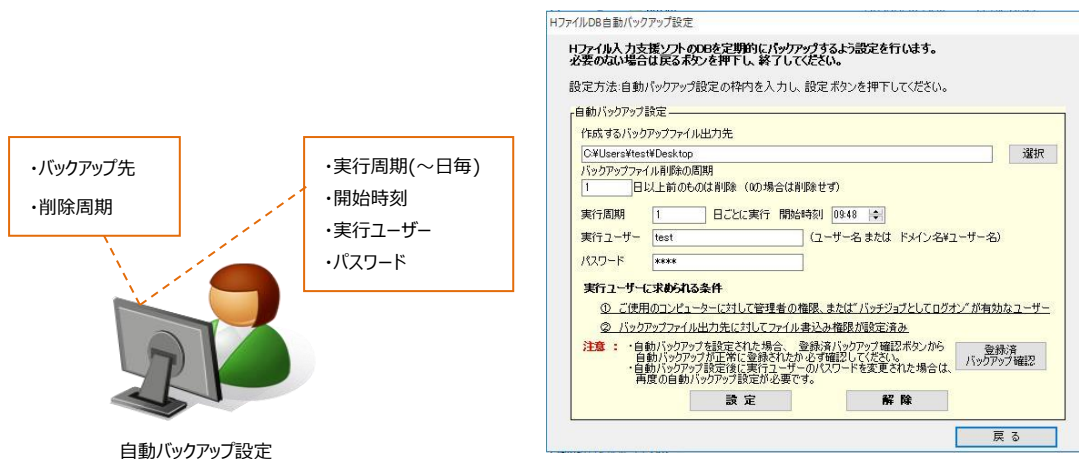 ・バックアップ先
・削除周期
・実行周期(～日毎)
・開始時刻
・実行ユーザー
・パスワード
自動バックアップ設定
HファイルDB自動バックアップ設定
Hファイル入力支援ソフトのDBを定期的にバックアップするよう設定を行います。
必要のない場合は戻るボタンを押下し、終了してください。
設定方法:自動バックアップ設定の枠内を入力し、設定ボタンを押下してください。
自動バックアップ設定
作成するバックアップファイル出力先
C:¥Users¥test¥Desktop 選択
バックアップファイル削除の周期
1 日以上前のものは削除 (0の場合は削除せず)
実行周期 1 日ごとに実行 開始時刻 09:48
実行ユーザー test (ユーザー名 または ドメイン名¥ユーザー名)
パスワード ****
実行ユーザーに求められる条件
① ご使用のコンピューターに対して管理者の権限、または"バッチジョブとしてログオン"が有効なユーザー
② バックアップファイル出力先に対してファイル書込み権限が設定済み
注意 : ・自動バックアップを設定された場合、 登録済バックアップ確認ボタンから
自動バックアップが正常に登録されたか必ず確認してください。
・自動バックアップ設定後に実行ユーザーのパスワードを変更された場合は、
再度の自動バックアップ設定が必要です。
登録済
バックアップ確認
設 定 解 除
戻 る